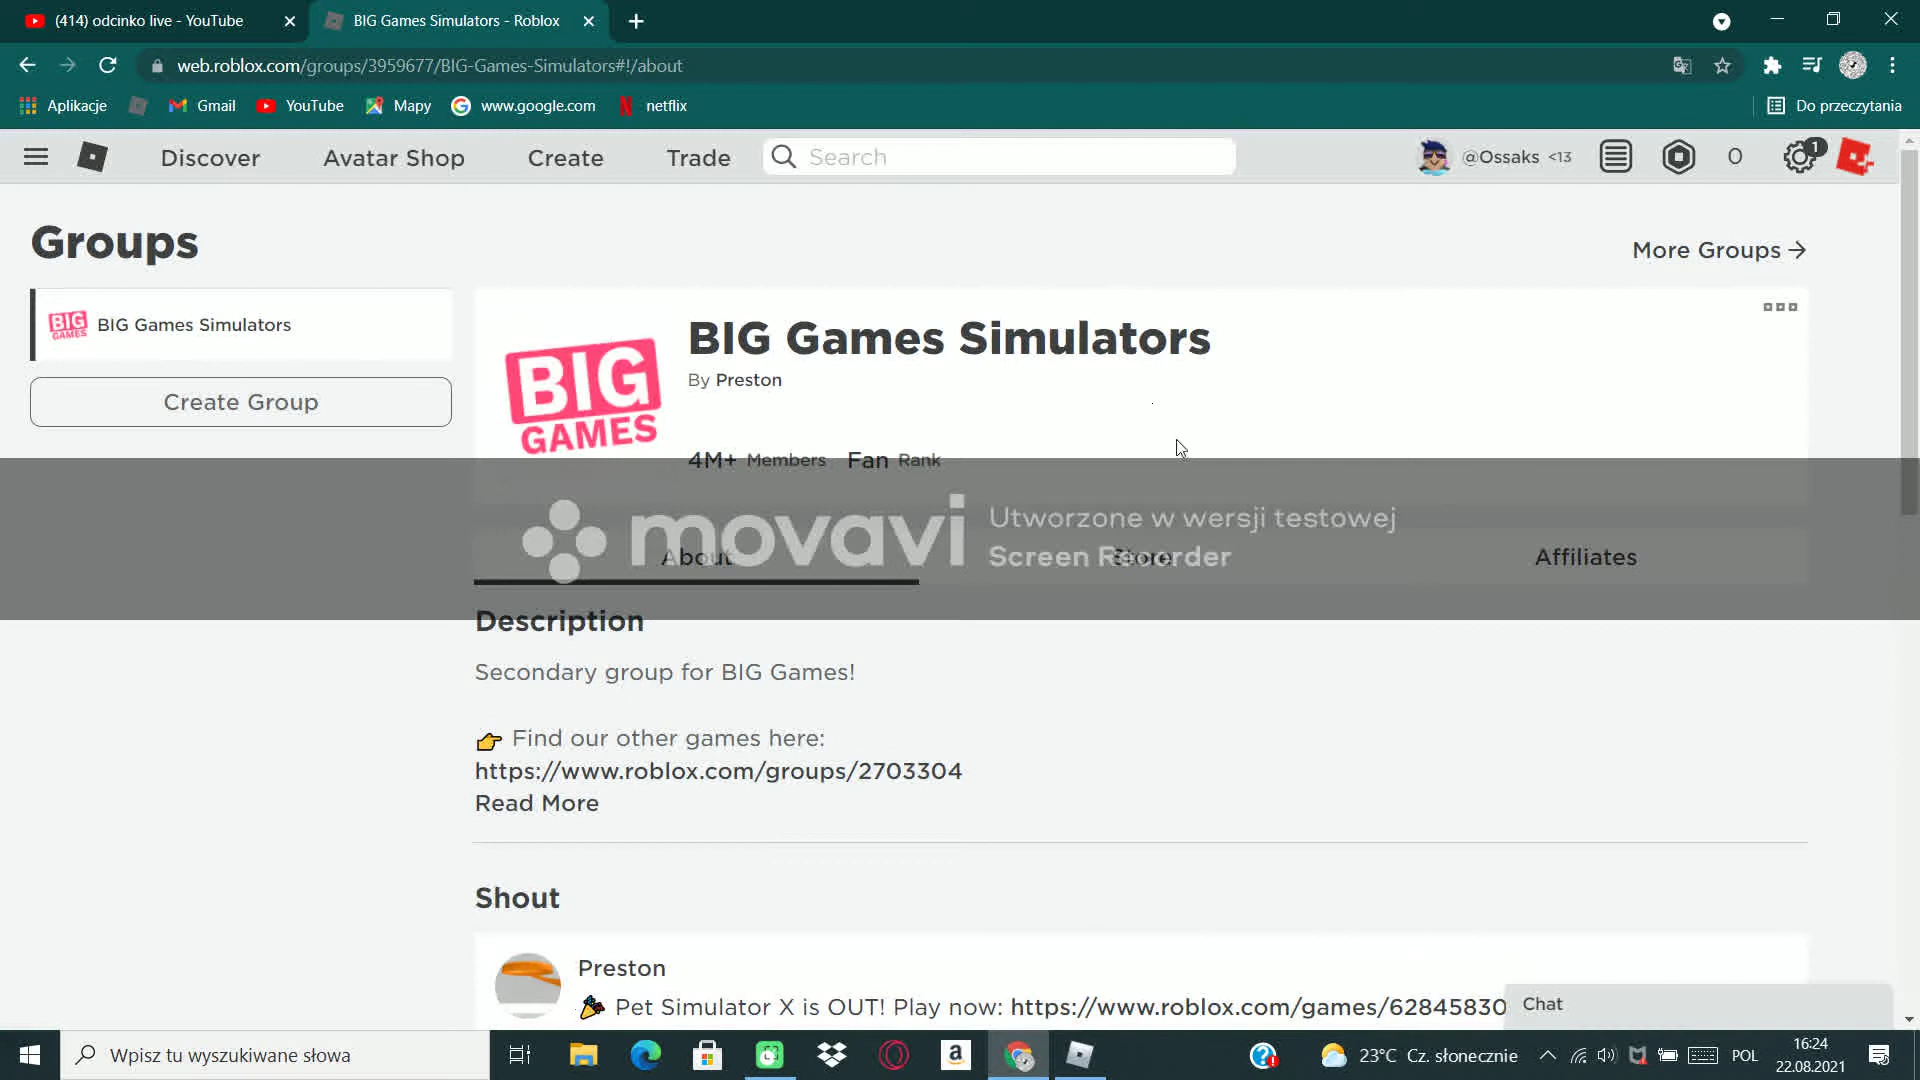 (414) odcinko live - YouTube
BIG Games Simulators - Roblox
web.roblox.com/groups/3959677/BIG-Games-Simulators#!/about
Aplikacje
Gmail
YouTube
Mapy
www.google.com
netflix
Do przeczytania
Discover
Avatar Shop
Create
Trade
Search
@Ossaks <13
0
1
Groups
More Groups
BIG GAMES
BIG Games Simulators
Create Group
BIG
GAMES
BIG Games Simulators
By Preston
4M+ Members Fan Rank
movavi
Utworzone w wersji testowej
Screen Recorder
About
Store
Affiliates
Description
Secondary group for BIG Games!
Find our other games here:
https://www.roblox.com/groups/2703304
Read More
Shout
Preston
Pet Simulator X is OUT! Play now: https://www.roblox.com/games/62845830
Chat
Wpisz tu wyszukiwane słowa
23°C Cz. słonecznie
POL
16:24
22.08.2021